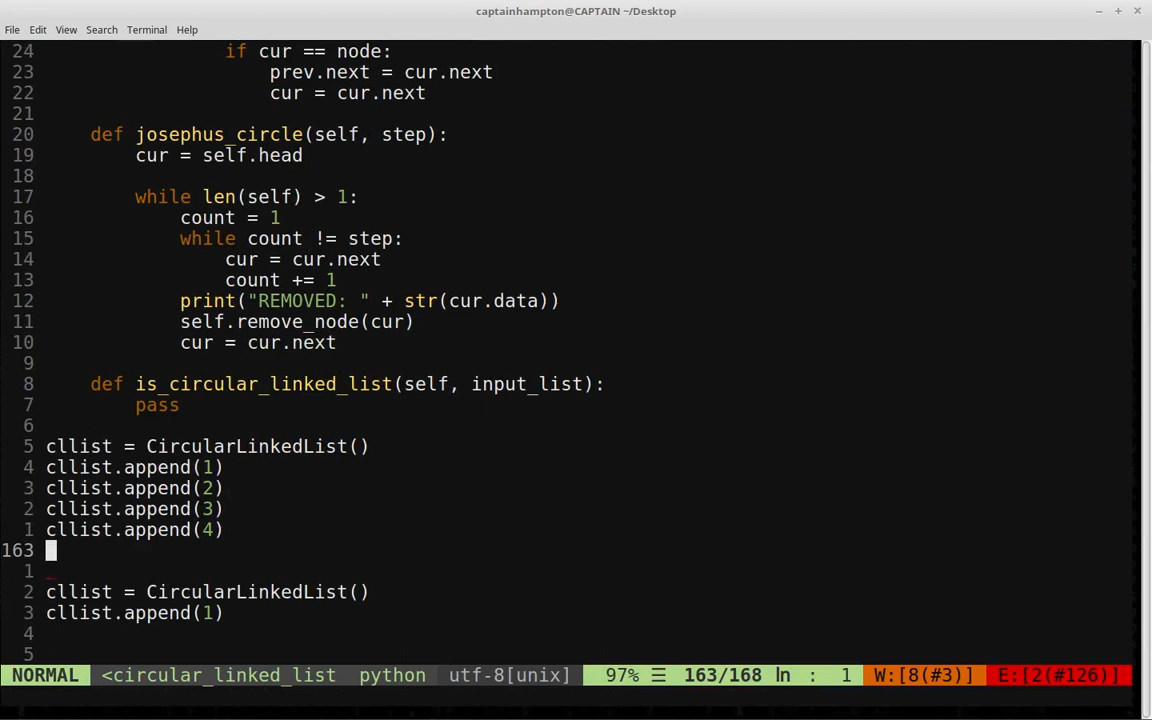 captainhampton@CAPTAIN ~/Desktop
File Edit View Search Terminal Help
24 if cur == node:
23 prev.next = cur.next
22 cur = cur.next
21
20 def josephus_circle(self, step):
19 cur = self.head
18
17 while len(self) > 1:
16 count = 1
15 while count != step:
14 cur = cur.next
13 count += 1
12 print("REMOVED: " + str(cur.data))
11 self.remove_node(cur)
10 cur = cur.next
9
8 def is_circular_linked_list(self, input_list):
7 pass
6
5 cllist = CircularLinkedList()
4 cllist.append(1)
3 cllist.append(2)
2 cllist.append(3)
1 cllist.append(4)
163
1
2 cllist = CircularLinkedList()
3 cllist.append(1)
4
5
NORMAL <circular_linked_list python utf-8[unix] 97% ☰ 163/168 ln : 1 W:[8(#3)] E:[2(#126)]